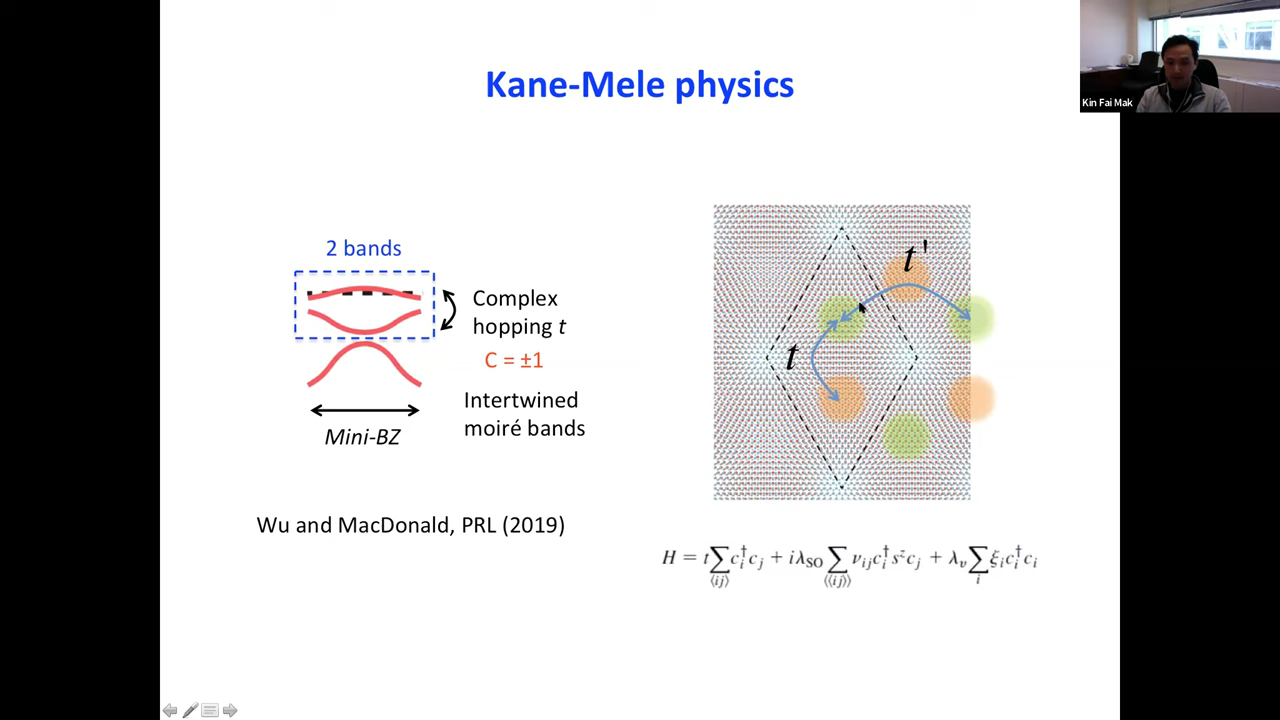 Kane-Mele physics
Kin Fai Mak
2 bands
Complex
hopping t
C = ±1
Intertwined
moiré bands
Mini-BZ
t'
t
Wu and MacDonald, PRL (2019)
H = t∑⟨ij⟩ c†i cj + iλSO ∑⟨⟨ij⟩⟩ νij c†i s^z cj + λv ∑i ξi c†i ci